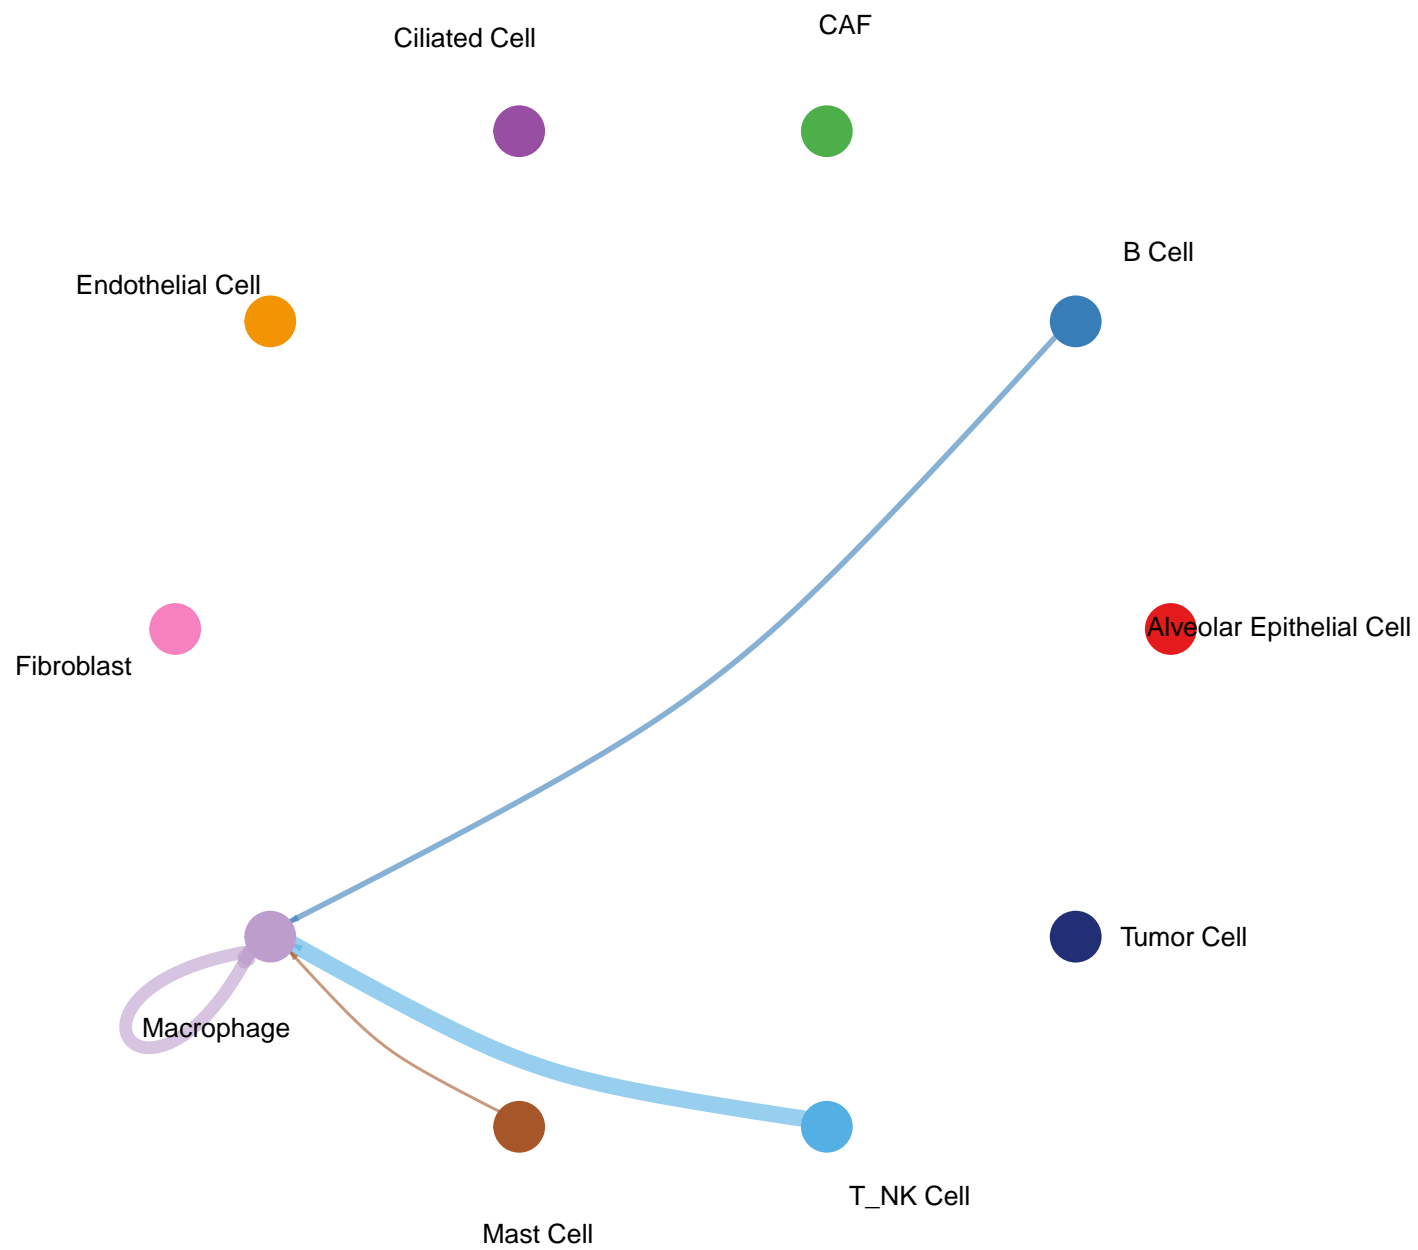 CAF
Ciliated Cell
B Cell
Endothelial Cell
Alveolar Epithelial Cell
Fibroblast
Tumor Cell
Macrophage
T_NK Cell
Mast Cell